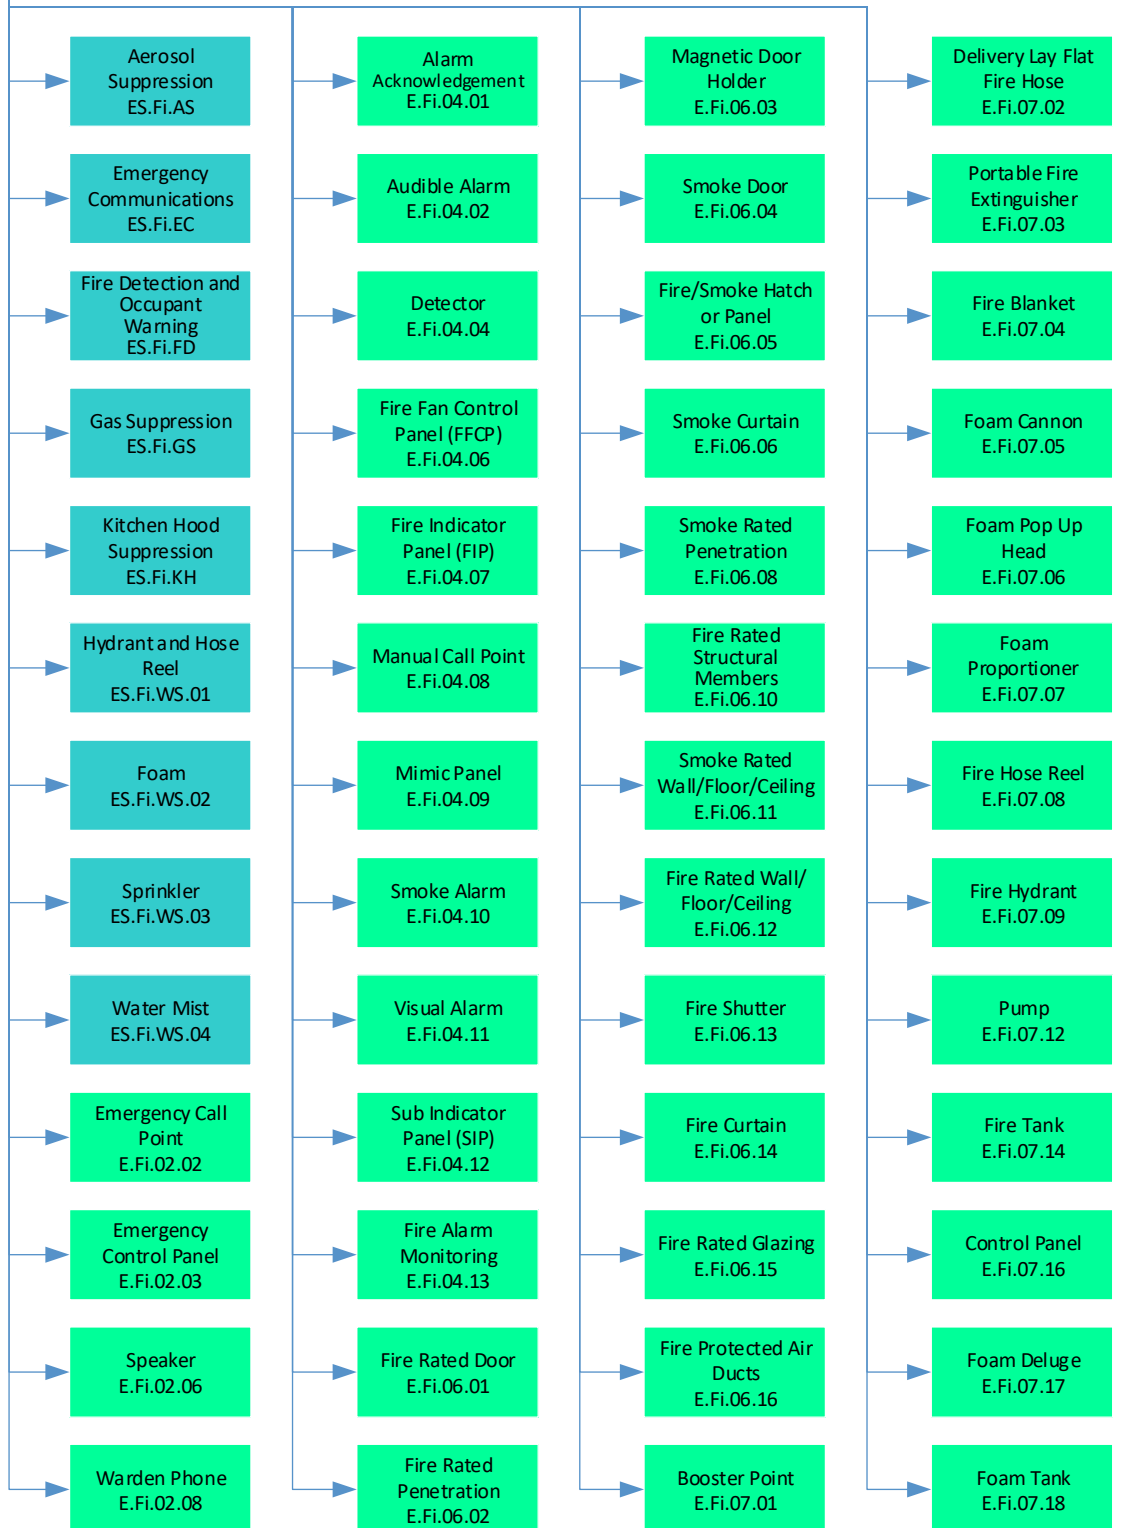 Aerosol
Suppression
ES.Fi.AS
Emergency
Communications
ES.Fi.EC
Fire Detection and
Occupant
Warning
ES.Fi.FD
Gas Suppression
ES.Fi.GS
Kitchen Hood
Suppression
ES.Fi.KH
Hydrant and Hose
Reel
ES.Fi.WS.01
Foam
ES.Fi.WS.02
Sprinkler
ES.Fi.WS.03
Water Mist
ES.Fi.WS.04
Emergency Call
Point
E.Fi.02.02
Emergency
Control Panel
E.Fi.02.03
Speaker
E.Fi.02.06
Warden Phone
E.Fi.02.08
Alarm
Acknowledgement
E.Fi.04.01
Audible Alarm
E.Fi.04.02
Detector
E.Fi.04.04
Fire Fan Control
Panel (FFCP)
E.Fi.04.06
Fire Indicator
Panel (FIP)
E.Fi.04.07
Manual Call Point
E.Fi.04.08
Mimic Panel
E.Fi.04.09
Smoke Alarm
E.Fi.04.10
Visual Alarm
E.Fi.04.11
Sub Indicator
Panel (SIP)
E.Fi.04.12
Fire Alarm
Monitoring
E.Fi.04.13
Fire Rated Door
E.Fi.06.01
Fire Rated
Penetration
E.Fi.06.02
Magnetic Door
Holder
E.Fi.06.03
Smoke Door
E.Fi.06.04
Fire/Smoke Hatch
or Panel
E.Fi.06.05
Smoke Curtain
E.Fi.06.06
Smoke Rated
Penetration
E.Fi.06.08
Fire Rated
Structural
Members
E.Fi.06.10
Smoke Rated
Wall/Floor/Ceiling
E.Fi.06.11
Fire Rated Wall/
Floor/Ceiling
E.Fi.06.12
Fire Shutter
E.Fi.06.13
Fire Curtain
E.Fi.06.14
Fire Rated Glazing
E.Fi.06.15
Fire Protected Air
Ducts
E.Fi.06.16
Booster Point
E.Fi.07.01
Delivery Lay Flat
Fire Hose
E.Fi.07.02
Portable Fire
Extinguisher
E.Fi.07.03
Fire Blanket
E.Fi.07.04
Foam Cannon
E.Fi.07.05
Foam Pop Up
Head
E.Fi.07.06
Foam
Proportioner
E.Fi.07.07
Fire Hose Reel
E.Fi.07.08
Fire Hydrant
E.Fi.07.09
Pump
E.Fi.07.12
Fire Tank
E.Fi.07.14
Control Panel
E.Fi.07.16
Foam Deluge
E.Fi.07.17
Foam Tank
E.Fi.07.18